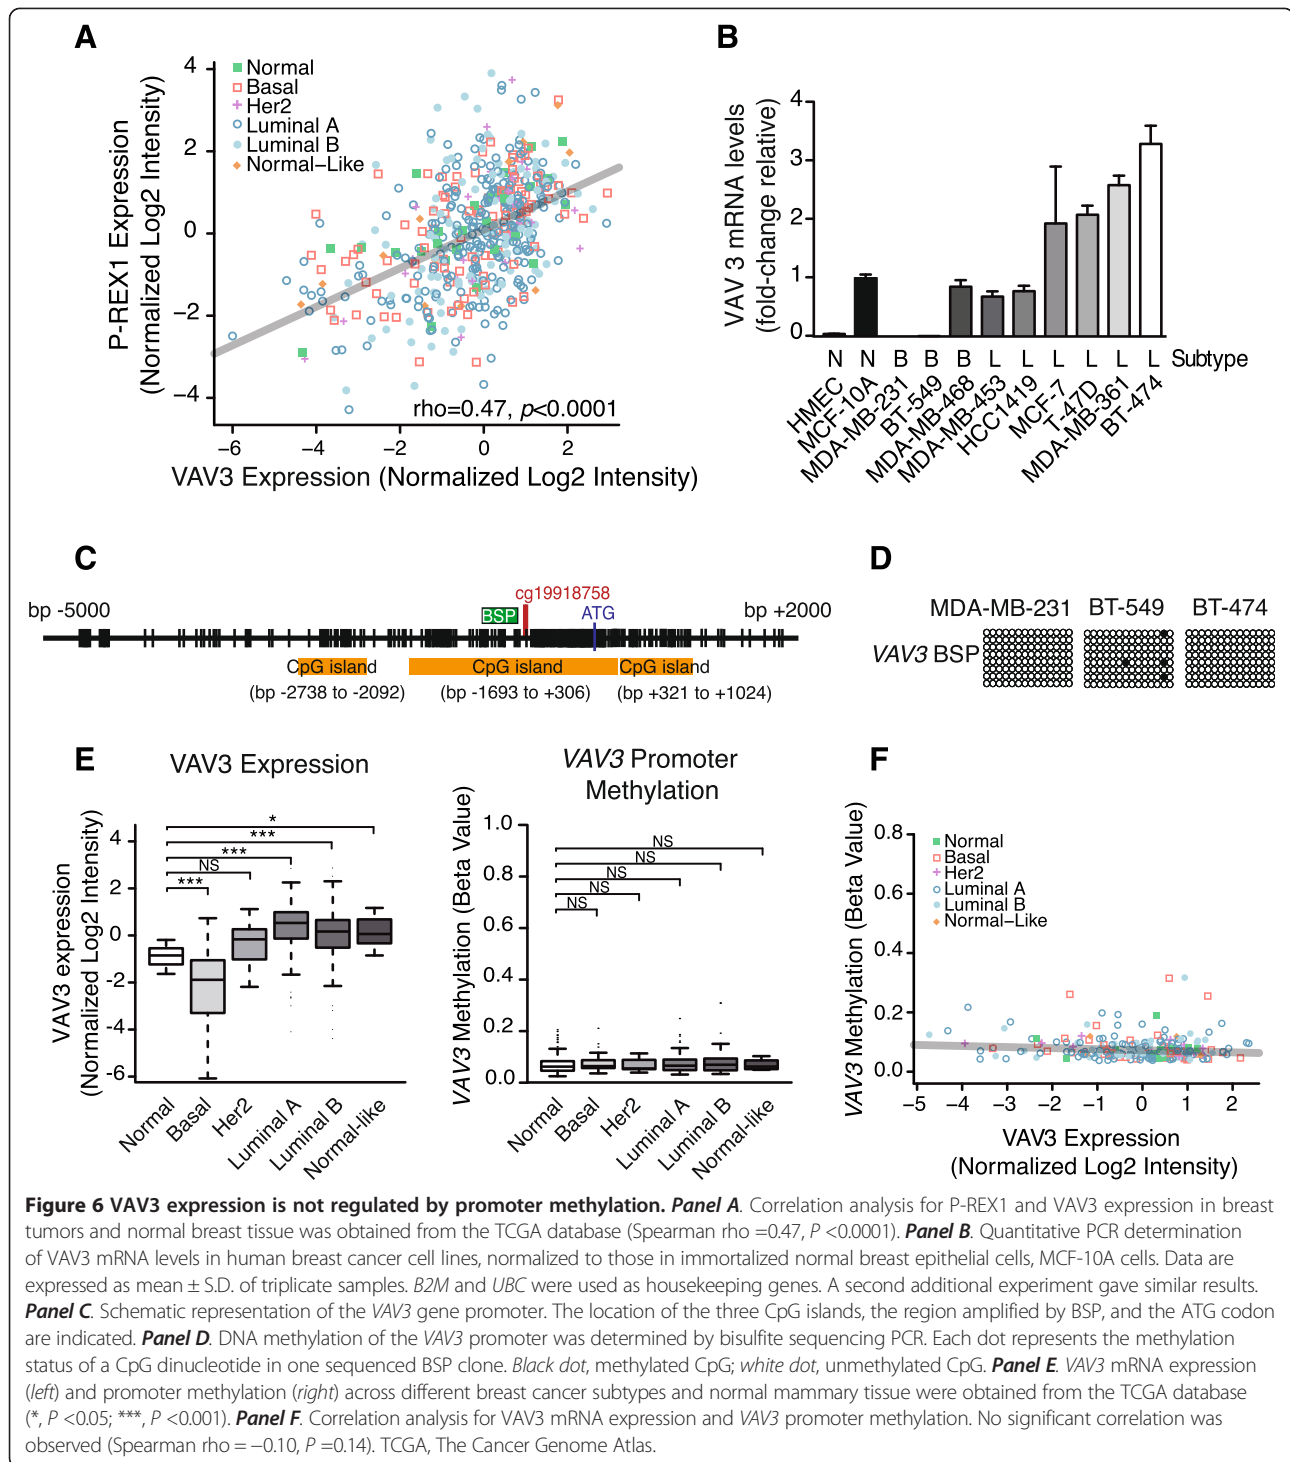 A
P-REX1 Expression
(Normalized Log2 Intensity)
4
2
0
−2
−4
Normal
Basal
Her2
Luminal A
Luminal B
Normal−Like
rho=0.47, p<0.0001
−6
−4
−2
0
2
VAV3 Expression (Normalized Log2 Intensity)
B
VAV 3 mRNA levels
(fold-change relative)
4
3
2
1
0
N N B B B L L L L L L Subtype
HMEC
MCF-10A
MDA-MB-231
BT-549
MDA-MB-468
MDA-MB-453
HCC1419
MCF-7
T-47D
MDA-MB-361
BT-474
C
bp -5000
BSP
cg19918758
ATG
bp +2000
CpG island
CpG island
CpG island
(bp -2738 to -2092)
(bp -1693 to +306)
(bp +321 to +1024)
D
MDA-MB-231
BT-549
BT-474
VAV3 BSP
E
VAV3 Expression
VAV3 expression
(Normalized Log2 Intensity)
4
2
0
-2
-4
-6
*
***
***
NS
***
Normal
Basal
Her2
Luminal A
Luminal B
Normal-like
VAV3 Promoter
Methylation
VAV3 Methylation (Beta Value)
1.0
0.8
0.6
0.4
0.2
0.0
NS
NS
NS
NS
NS
Normal
Basal
Her2
Luminal A
Luminal B
Normal-like
F
VAV3 Methylation (Beta Value)
0.8
0.6
0.4
0.2
0.0
Normal
Basal
Her2
Luminal A
Luminal B
Normal−Like
−5
−4
−3
−2
−1
0
1
2
VAV3 Expression
(Normalized Log2 Intensity)
Figure 6 VAV3 expression is not regulated by promoter methylation. Panel A. Correlation analysis for P-REX1 and VAV3 expression in breast
tumors and normal breast tissue was obtained from the TCGA database (Spearman rho =0.47, P <0.0001). Panel B. Quantitative PCR determination
of VAV3 mRNA levels in human breast cancer cell lines, normalized to those in immortalized normal breast epithelial cells, MCF-10A cells. Data are
expressed as mean ± S.D. of triplicate samples. B2M and UBC were used as housekeeping genes. A second additional experiment gave similar results.
Panel C. Schematic representation of the VAV3 gene promoter. The location of the three CpG islands, the region amplified by BSP, and the ATG codon
are indicated. Panel D. DNA methylation of the VAV3 promoter was determined by bisulfite sequencing PCR. Each dot represents the methylation
status of a CpG dinucleotide in one sequenced BSP clone. Black dot, methylated CpG; white dot, unmethylated CpG. Panel E. VAV3 mRNA expression
(left) and promoter methylation (right) across different breast cancer subtypes and normal mammary tissue were obtained from the TCGA database
(*, P <0.05; ***, P <0.001). Panel F. Correlation analysis for VAV3 mRNA expression and VAV3 promoter methylation. No significant correlation was
observed (Spearman rho = −0.10, P =0.14). TCGA, The Cancer Genome Atlas.